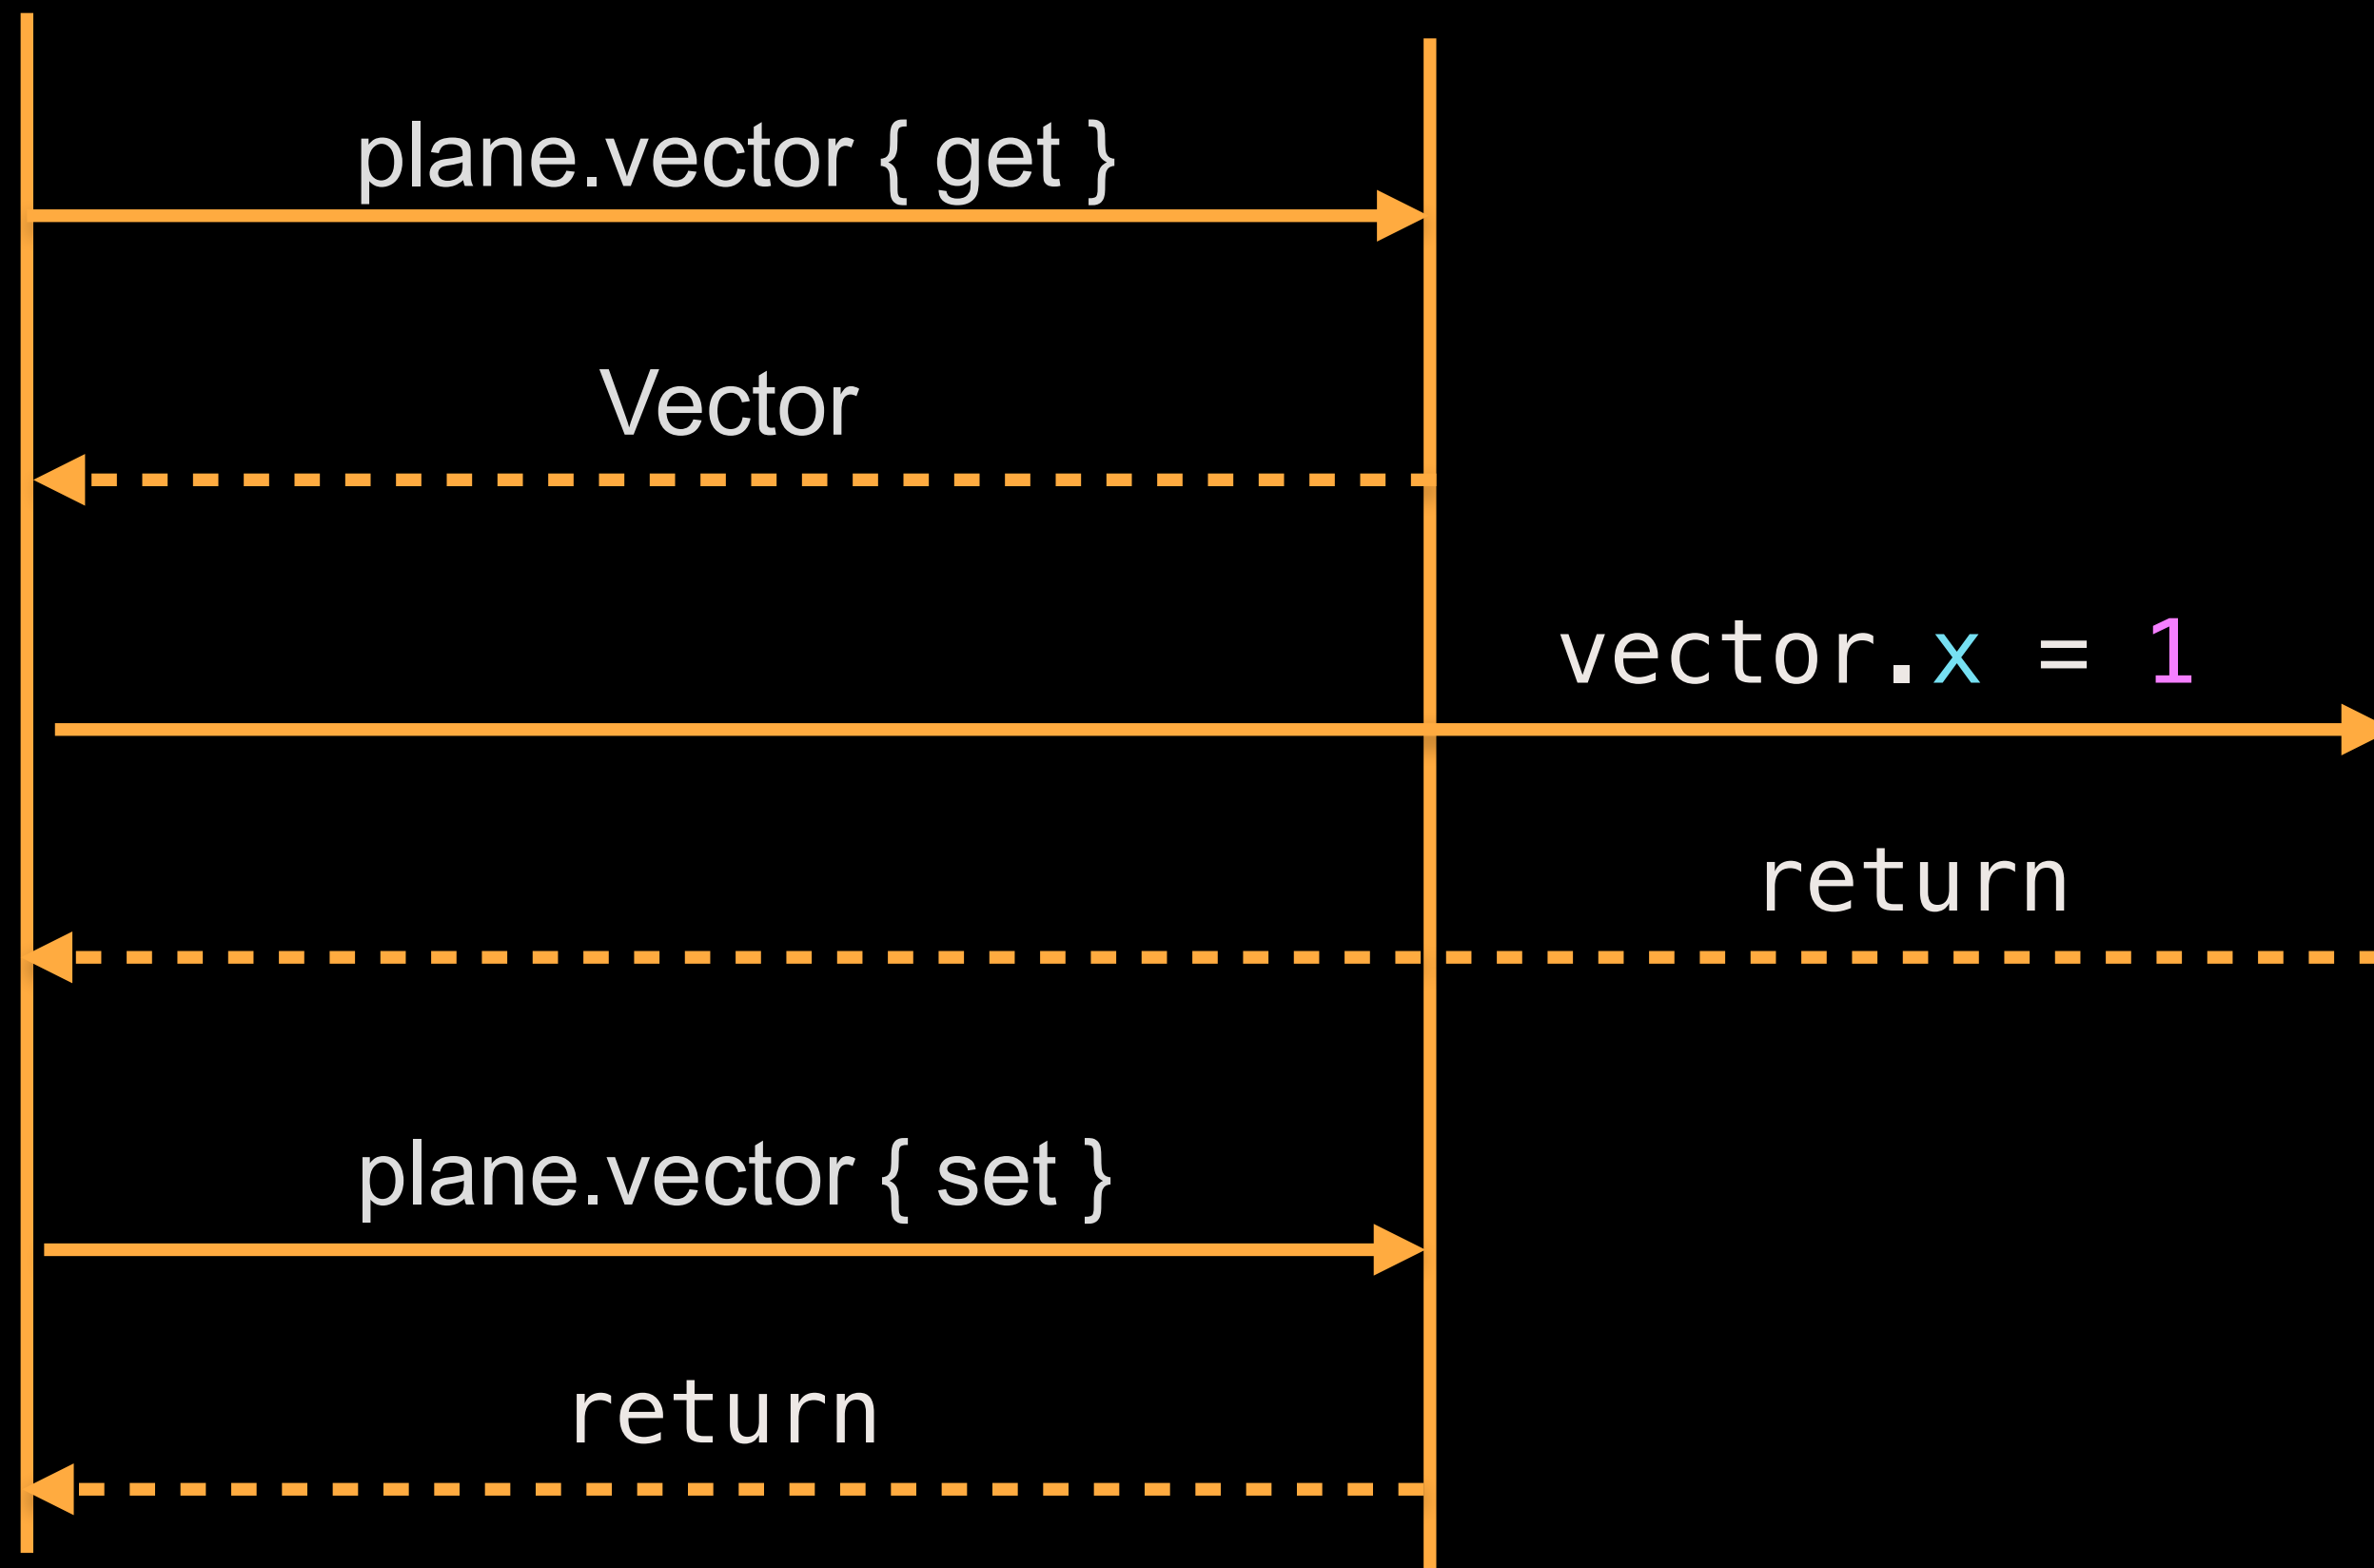 plane.vector { get }
Vector
vector.x = 1
return
plane.vector { set }
return